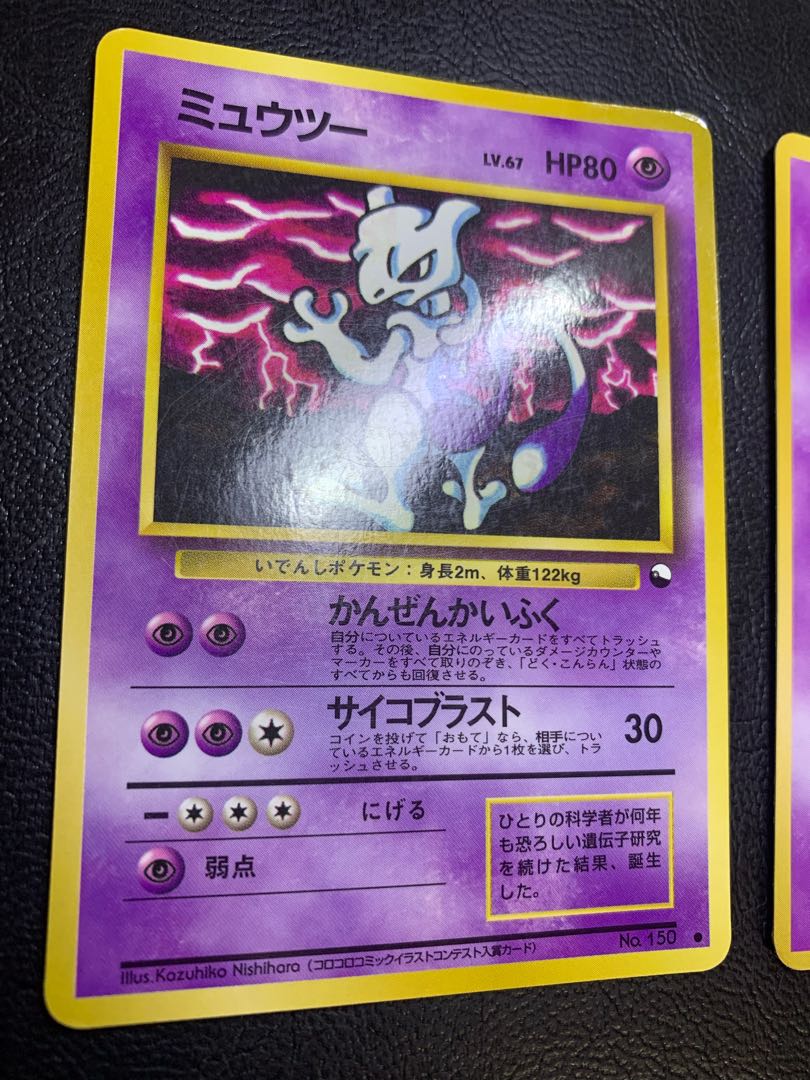 ミュウツー
LV.67 HP80
いでんしポケモン：身長2m、体重122kg
かんぜんかいふく
自分についているエネルギーカードをすべてトラッシュ
する。その後、自分にのっているダメージカウンターや
マーカーをすべて取りのぞき、「どく・こんらん」状態の
すべてからも回復させる。
サイコブラスト 30
コインを投げて「おもて」なら、相手につい
ているエネルギーカードから1枚を選び、トラ
ッシュさせる。
にげる
弱点
ひとりの科学者が何年
も恐ろしい遺伝子研究
を続けた結果、誕生
した。
No. 150
Illus.Kazuhiko Nishihara（コロコロコミックイラストコンテスト入賞カード）